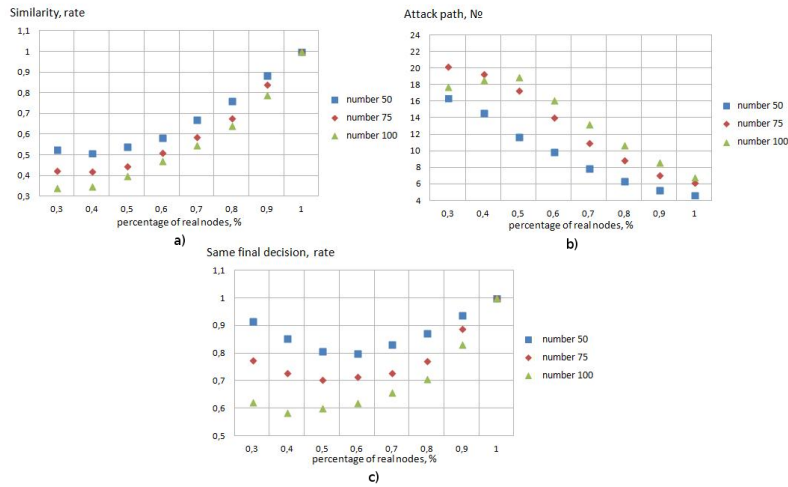 Similarity, rate
1,1
1
0,9
0,8
0,7
0,6
0,5
0,4
0,3
0,3 0,4 0,5 0,6 0,7 0,8 0,9 1
percentage of real nodes, %
number 50
number 75
number 100
a)
Attack path, №
24
22
20
18
16
14
12
10
8
6
4
0,3 0,4 0,5 0,6 0,7 0,8 0,9 1
percentage of real nodes, %
number 50
number 75
number 100
b)
Same final decision, rate
1,1
1
0,9
0,8
0,7
0,6
0,5
0,3 0,4 0,5 0,6 0,7 0,8 0,9 1
percentage of real nodes, %
number 50
number 75
number 100
c)